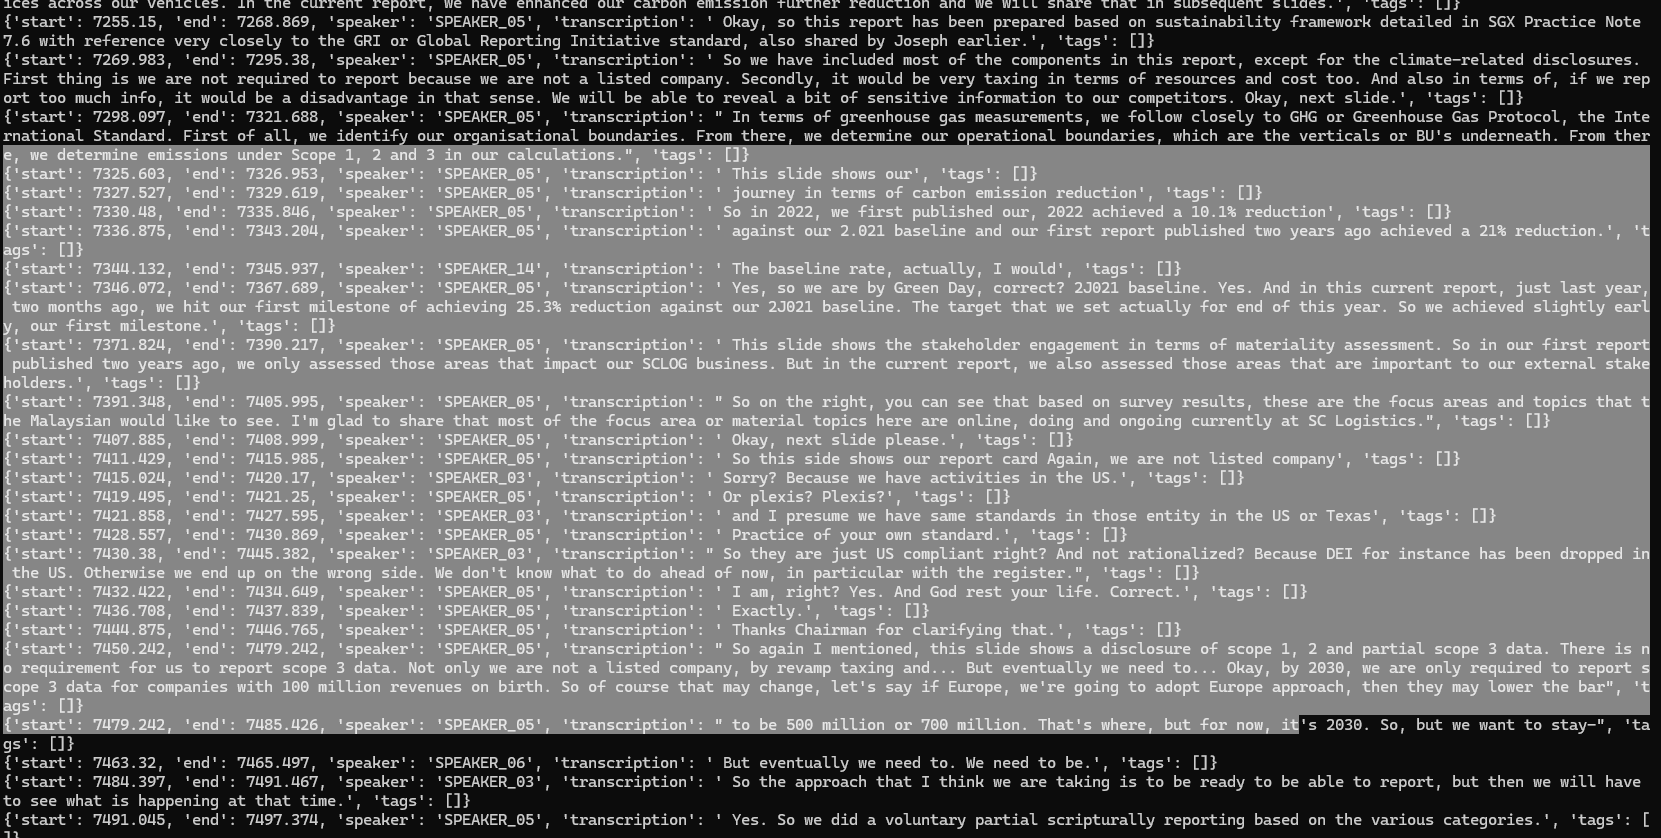 ices across our vehicles. In the current report, we have enhanced our carbon emission further reduction and we will share that in subsequent slides.', 'tags': []}
{'start': 7255.15, 'end': 7268.869, 'speaker': 'SPEAKER_05', 'transcription': ' Okay, so this report has been prepared based on sustainability framework detailed in SGX Practice Note
7.6 with reference very closely to the GRI or Global Reporting Initiative standard, also shared by Joseph earlier.', 'tags': []}
{'start': 7269.983, 'end': 7295.38, 'speaker': 'SPEAKER_05', 'transcription': ' So we have included most of the components in this report, except for the climate-related disclosures.
First thing is we are not required to report because we are not a listed company. Secondly, it would be very taxing in terms of resources and cost too. And also in terms of, if we rep
ort too much info, it would be a disadvantage in that sense. We will be able to reveal a bit of sensitive information to our competitors. Okay, next slide.', 'tags': []}
{'start': 7298.097, 'end': 7321.688, 'speaker': 'SPEAKER_05', 'transcription': " In terms of greenhouse gas measurements, we follow closely to GHG or Greenhouse Gas Protocol, the Inte
rnational Standard. First of all, we identify our organisational boundaries. From there, we determine our operational boundaries, which are the verticals or BU's underneath. From ther
e, we determine emissions under Scope 1, 2 and 3 in our calculations.", 'tags': []}
{'start': 7325.603, 'end': 7326.953, 'speaker': 'SPEAKER_05', 'transcription': ' This slide shows our', 'tags': []}
{'start': 7327.527, 'end': 7329.619, 'speaker': 'SPEAKER_05', 'transcription': ' journey in terms of carbon emission reduction', 'tags': []}
{'start': 7330.48, 'end': 7335.846, 'speaker': 'SPEAKER_05', 'transcription': ' So in 2022, we first published our, 2022 achieved a 10.1% reduction', 'tags': []}
{'start': 7336.875, 'end': 7343.204, 'speaker': 'SPEAKER_05', 'transcription': ' against our 2.021 baseline and our first report published two years ago achieved a 21% reduction.', 't
ags': []}
{'start': 7344.132, 'end': 7345.937, 'speaker': 'SPEAKER_14', 'transcription': ' The baseline rate, actually, I would', 'tags': []}
{'start': 7346.072, 'end': 7367.689, 'speaker': 'SPEAKER_05', 'transcription': ' Yes, so we are by Green Day, correct? 2J021 baseline. Yes. And in this current report, just last year,
 two months ago, we hit our first milestone of achieving 25.3% reduction against our 2J021 baseline. The target that we set actually for end of this year. So we achieved slightly earl
y, our first milestone.', 'tags': []}
{'start': 7371.824, 'end': 7390.217, 'speaker': 'SPEAKER_05', 'transcription': ' This slide shows the stakeholder engagement in terms of materiality assessment. So in our first report
 published two years ago, we only assessed those areas that impact our SCLOG business. But in the current report, we also assessed those areas that are important to our external stake
holders.', 'tags': []}
{'start': 7391.348, 'end': 7405.995, 'speaker': 'SPEAKER_05', 'transcription': " So on the right, you can see that based on survey results, these are the focus areas and topics that t
he Malaysian would like to see. I'm glad to share that most of the focus area or material topics here are online, doing and ongoing currently at SC Logistics.", 'tags': []}
{'start': 7407.885, 'end': 7408.999, 'speaker': 'SPEAKER_05', 'transcription': ' Okay, next slide please.', 'tags': []}
{'start': 7411.429, 'end': 7415.985, 'speaker': 'SPEAKER_05', 'transcription': ' So this side shows our report card Again, we are not listed company', 'tags': []}
{'start': 7415.024, 'end': 7420.17, 'speaker': 'SPEAKER_03', 'transcription': ' Sorry? Because we have activities in the US.', 'tags': []}
{'start': 7419.495, 'end': 7421.25, 'speaker': 'SPEAKER_05', 'transcription': ' Or plexis? Plexis?', 'tags': []}
{'start': 7421.858, 'end': 7427.595, 'speaker': 'SPEAKER_03', 'transcription': ' and I presume we have same standards in those entity in the US or Texas', 'tags': []}
{'start': 7428.557, 'end': 7430.869, 'speaker': 'SPEAKER_05', 'transcription': ' Practice of your own standard.', 'tags': []}
{'start': 7430.38, 'end': 7445.382, 'speaker': 'SPEAKER_03', 'transcription': " So they are just US compliant right? And not rationalized? Because DEI for instance has been dropped in
 the US. Otherwise we end up on the wrong side. We don't know what to do ahead of now, in particular with the register.", 'tags': []}
{'start': 7432.422, 'end': 7434.649, 'speaker': 'SPEAKER_05', 'transcription': ' I am, right? Yes. And God rest your life. Correct.', 'tags': []}
{'start': 7436.708, 'end': 7437.839, 'speaker': 'SPEAKER_05', 'transcription': ' Exactly.', 'tags': []}
{'start': 7444.875, 'end': 7446.765, 'speaker': 'SPEAKER_05', 'transcription': ' Thanks Chairman for clarifying that.', 'tags': []}
{'start': 7450.242, 'end': 7479.242, 'speaker': 'SPEAKER_05', 'transcription': " So again I mentioned, this slide shows a disclosure of scope 1, 2 and partial scope 3 data. There is n
o requirement for us to report scope 3 data. Not only we are not a listed company, by revamp taxing and... But eventually we need to... Okay, by 2030, we are only required to report s
cope 3 data for companies with 100 million revenues on birth. So of course that may change, let's say if Europe, we're going to adopt Europe approach, then they may lower the bar", 't
ags': []}
{'start': 7479.242, 'end': 7485.426, 'speaker': 'SPEAKER_05', 'transcription': " to be 500 million or 700 million. That's where, but for now, it's 2030. So, but we want to stay-", 'ta
gs': []}
{'start': 7463.32, 'end': 7465.497, 'speaker': 'SPEAKER_06', 'transcription': ' But eventually we need to. We need to be.', 'tags': []}
{'start': 7484.397, 'end': 7491.467, 'speaker': 'SPEAKER_03', 'transcription': ' So the approach that I think we are taking is to be ready to be able to report, but then we will have
to see what is happening at that time.', 'tags': []}
{'start': 7491.045, 'end': 7497.374, 'speaker': 'SPEAKER_05', 'transcription': ' Yes. So we did a voluntary partial scripturally reporting based on the various categories.', 'tags': [
]}